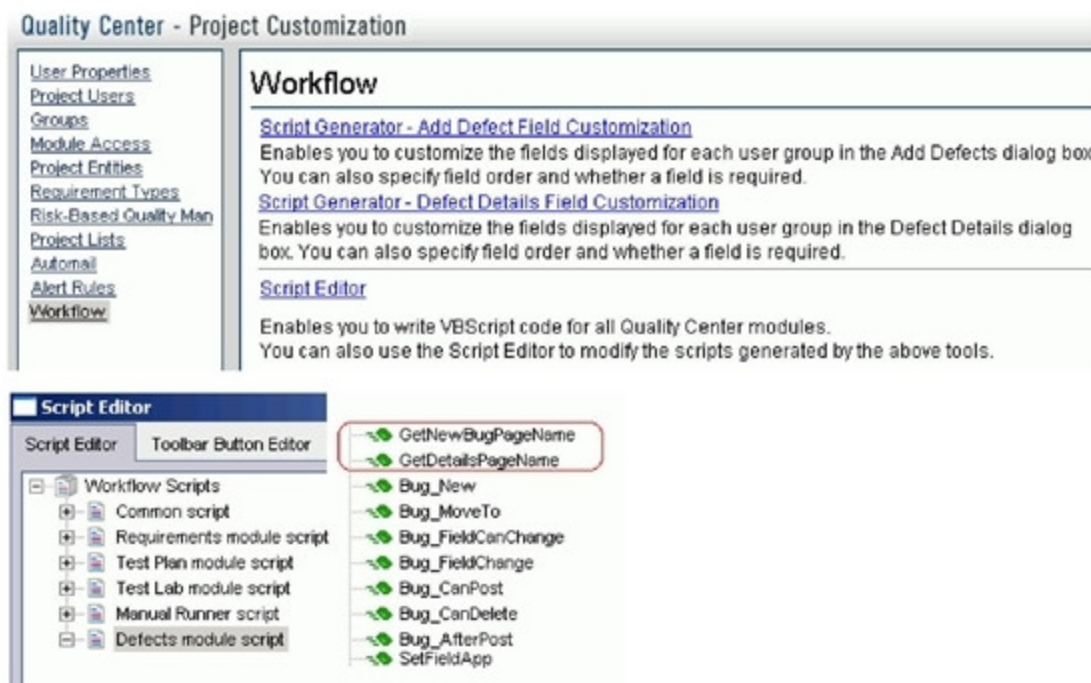 Quality Center - Project Customization
User Properties
Project Users
Groups
Module Access
Project Entities
Requirement Types
Risk-Based Quality Man
Project Lists
Automail
Alert Rules
Workflow
Workflow
Script Generator - Add Defect Field Customization
Enables you to customize the fields displayed for each user group in the Add Defects dialog box
You can also specify field order and whether a field is required.
Script Generator - Defect Details Field Customization
Enables you to customize the fields displayed for each user group in the Defect Details dialog
box. You can also specify field order and whether a field is required.
Script Editor
Enables you to write VBScript code for all Quality Center modules.
You can also use the Script Editor to modify the scripts generated by the above tools.
Script Editor
Script Editor
Toolbar Button Editor
Workflow Scripts
Common script
Requirements module script
Test Plan module script
Test Lab module script
Manual Runner script
Defects module script
GetNewBugPageName
GetDetailsPageName
Bug_New
Bug_MoveTo
Bug_FieldCanChange
Bug_FieldChange
Bug_CanPost
Bug_CanDelete
Bug_AfterPost
SetFieldApp